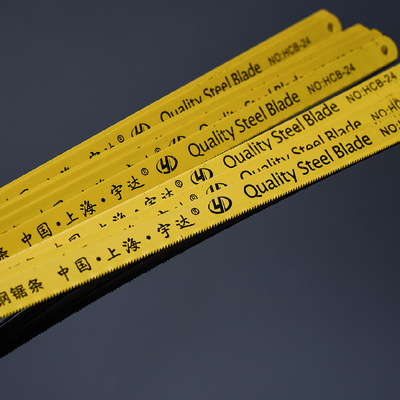 Quality Steel Blade NO:HCB-24
中国·上海·宇达® Quality Steel Blade NO:HCB-24
Quality Steel Blade
钢锯条 中国·上海·宇达® Quality Steel Blade NO: